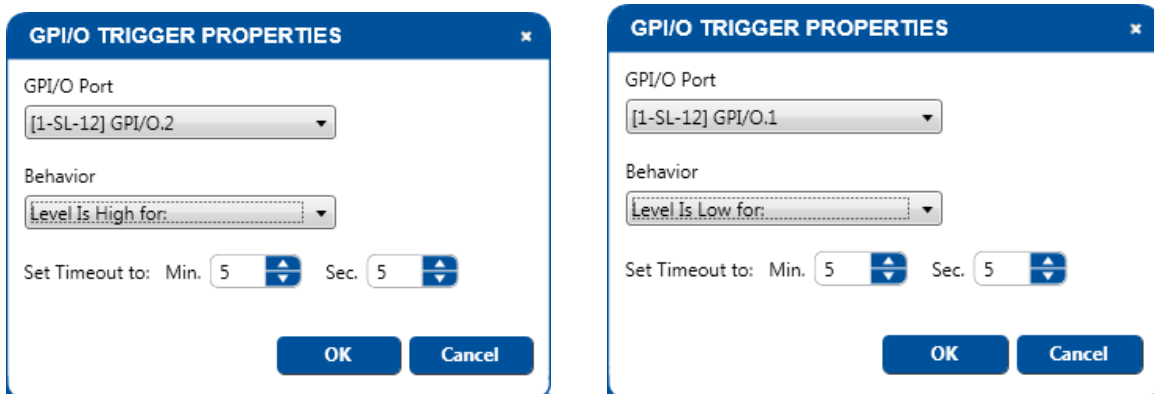 GPI/O TRIGGER PROPERTIES
GPI/O Port
[1-SL-12] GPI/O.2
Behavior
Level Is High for:
Set Timeout to: Min. 5 Sec. 5
OK Cancel
GPI/O TRIGGER PROPERTIES
GPI/O Port
[1-SL-12] GPI/O.1
Behavior
Level Is Low for:
Set Timeout to: Min. 5 Sec. 5
OK Cancel